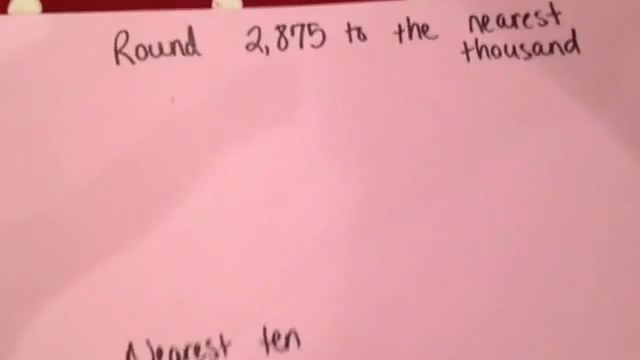 Round 2,875 to the nearest
thousand
Nearest ten